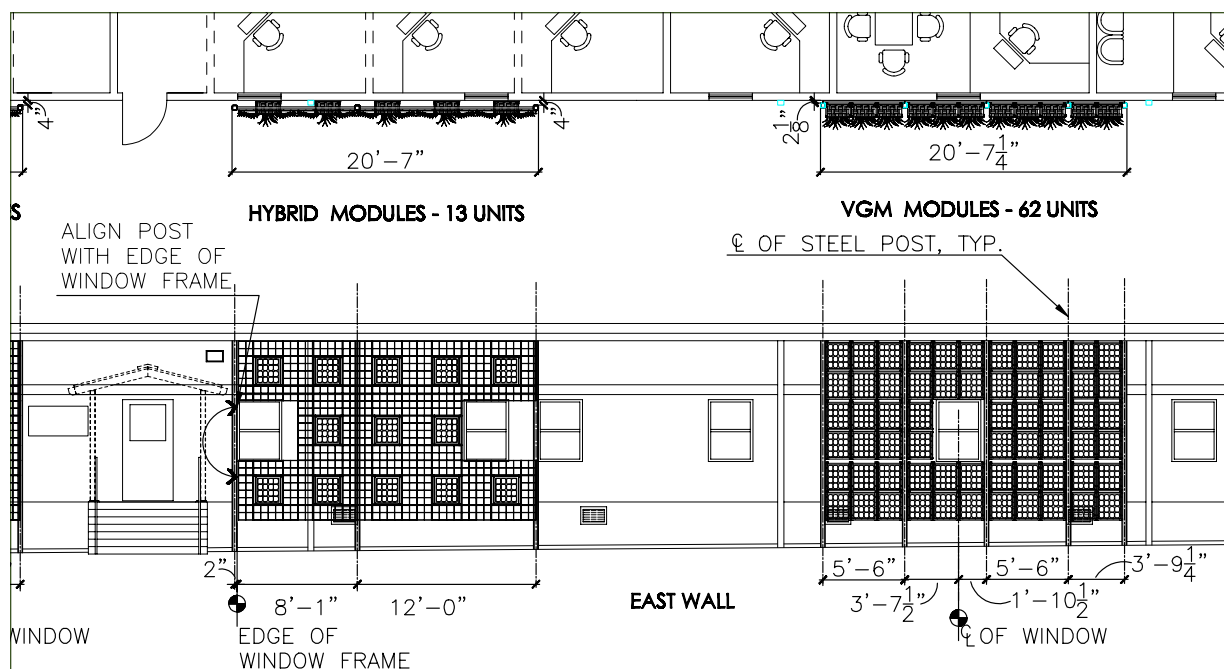 4"
20'-7"
4"
2 1/8"
20'-7 1/4"
S
HYBRID MODULES - 13 UNITS
VGM MODULES - 62 UNITS
ALIGN POST
WITH EDGE OF
WINDOW FRAME
℄ OF STEEL POST, TYP.
2"
8'-1"
12'-0"
EAST WALL
5'-6"
3'-7 1/2"
5'-6"
1'-10 1/2"
3'-9 1/4"
WINDOW
EDGE OF
WINDOW FRAME
℄ OF WINDOW